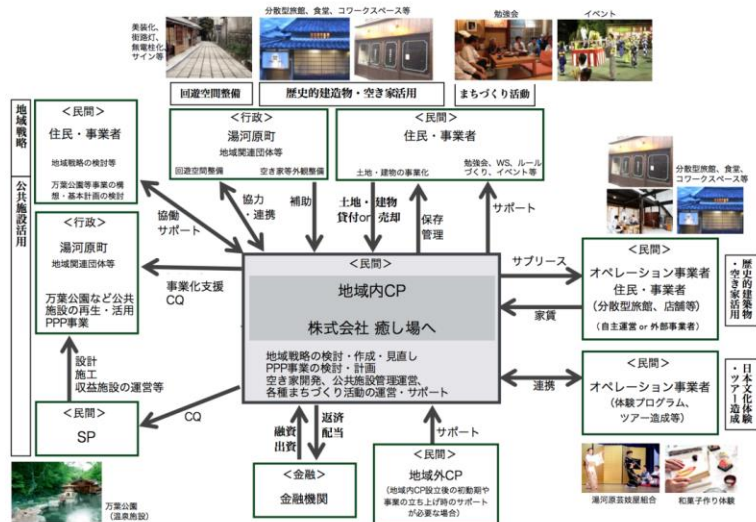 美装化、
街路灯、
無電柱化、
サイン等
分散型旅館、食堂、コワークスペース等
勉強会
イベント
回遊空間整備
歴史的建造物・空き家活用
まちづくり活動
地域戦略
公共施設活用
＜民間＞
住民・事業者
地域戦略の検討等
万葉公園等事業の構
想・基本計画の検討
＜行政＞
湯河原町
地域関連団体等
回遊空間整備
空き家等外観整備
＜民間＞
住民・事業者
土地・建物の事業化
勉強会、WS、ルール
づくり、イベント等
分散型旅館、食堂、
コワークスペース等
協働
サポート
協力
・連携
補助
土地・建物
貸付or売却
保存
管理
サポート
＜行政＞
湯河原町
地域関連団体等
万葉公園など公共
施設の再生・活用
PPP事業
事業化支援
CQ
＜民間＞
地域内CP
株式会社 癒し場へ
地域戦略の検討・作成・見直し
PPP事業の検討・計画
空き家開発、公共施設管理運営、
各種まちづくり活動の運営・サポート
サブリース
家賃
＜民間＞
オペレーション事業者
住民・事業者
（分散型旅館、店舗等）
（自主運営 or 外部事業者）
歴史的建築物
・空き家活用
設計
施工
収益施設の運営等
＜民間＞
SP
CQ
連携
＜民間＞
オペレーション事業者
（体験プログラム、
ツアー造成等）
日本文化体験
・ツアー造成
融資
出資
返済
配当
サポート
＜金融＞
金融機関
＜民間＞
地域外CP
（地域内CP設立後の初動期や
事業の立ち上げ時のサポート
が必要な場合）
万葉公園
（温泉施設）
湯河原芸妓屋組合
和菓子作り体験